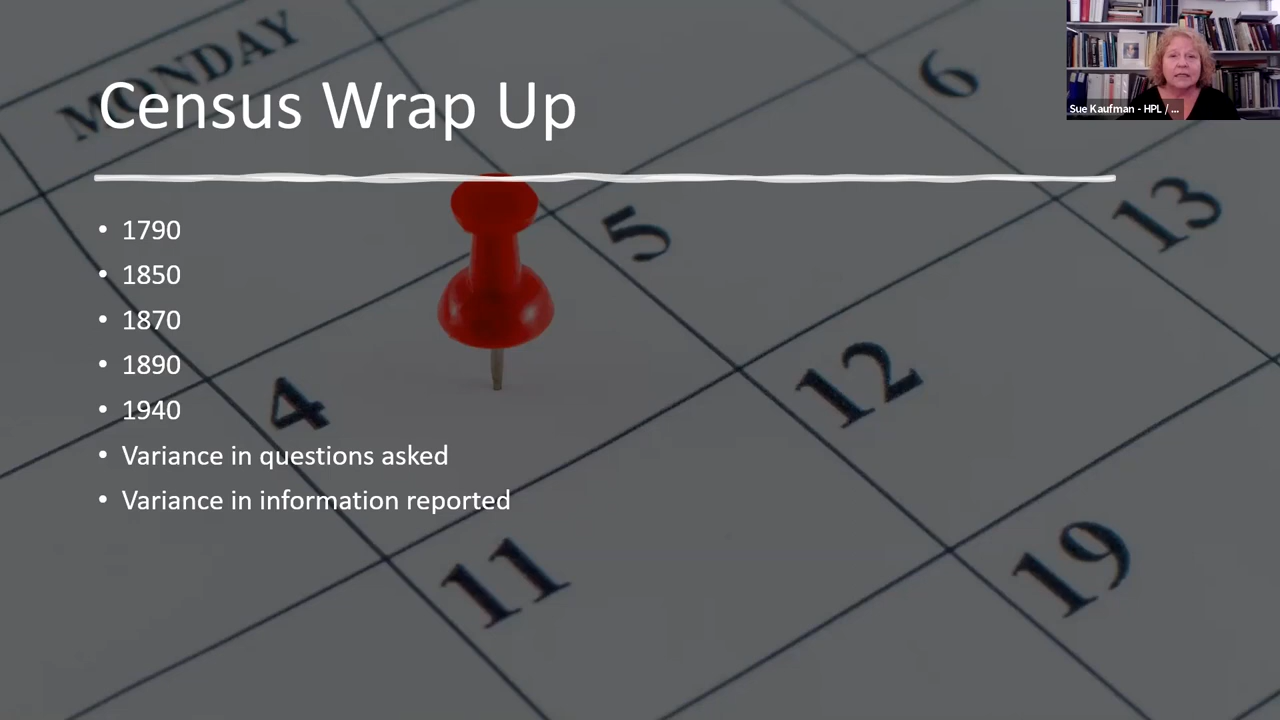 MONDAY
Census Wrap Up
• 1790
• 1850
• 1870
• 1890
• 1940
• Variance in questions asked
• Variance in information reported
6
13
5
12
4
11
19
Sue Kaufman - HPL / ...